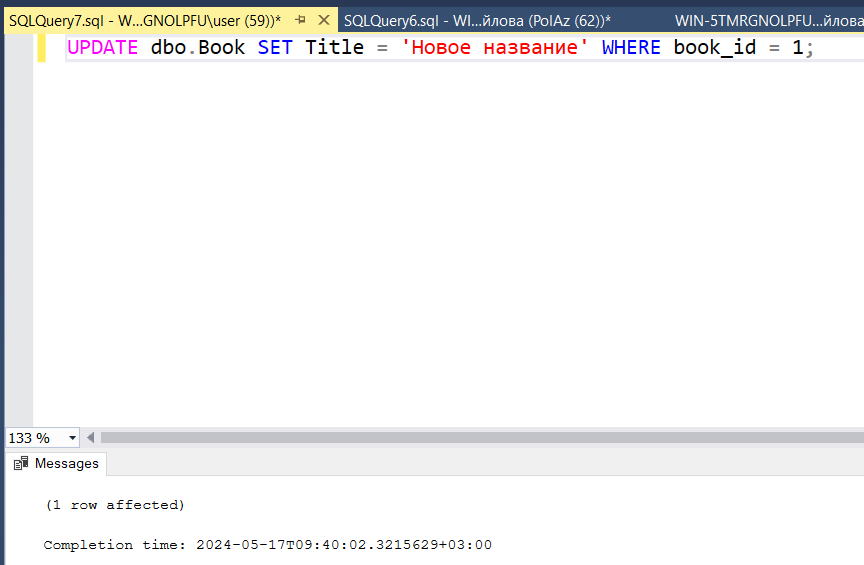 SQLQuery7.sql - W...GNOLPFU\user (59))* SQLQuery6.sql - WI...йлова (PolAz (62))* WIN-5TMRGNOLPFU...йлова
UPDATE dbo.Book SET Title = 'Новое название' WHERE book_id = 1;
133 %
Messages
(1 row affected)
Completion time: 2024-05-17T09:40:02.3215629+03:00